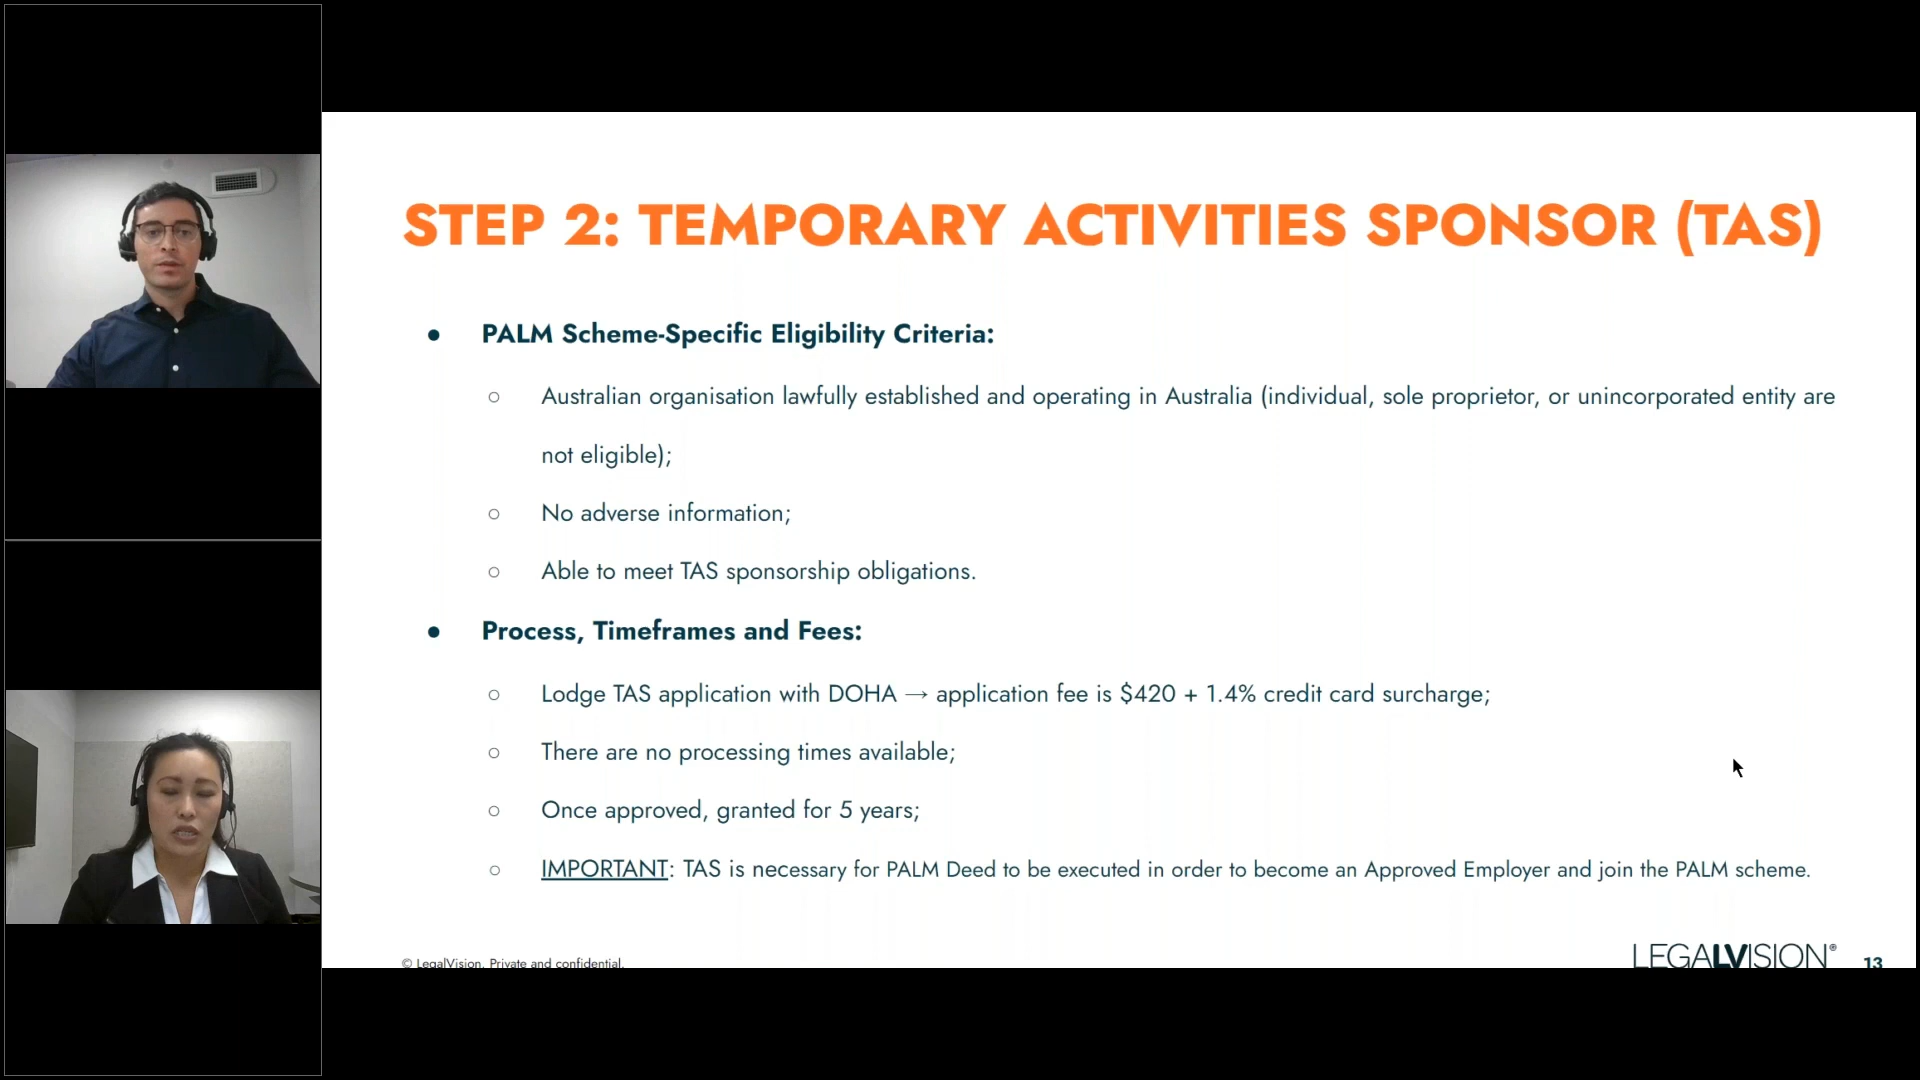 STEP 2: TEMPORARY ACTIVITIES SPONSOR (TAS)
● PALM Scheme-Specific Eligibility Criteria:
○ Australian organisation lawfully established and operating in Australia (individual, sole proprietor, or unincorporated entity are
not eligible);
○ No adverse information;
○ Able to meet TAS sponsorship obligations.
● Process, Timeframes and Fees:
○ Lodge TAS application with DOHA → application fee is $420 + 1.4% credit card surcharge;
○ There are no processing times available;
○ Once approved, granted for 5 years;
○ IMPORTANT: TAS is necessary for PALM Deed to be executed in order to become an Approved Employer and join the PALM scheme.
© LegalVision. Private and confidential.
LEGALVISION®
13